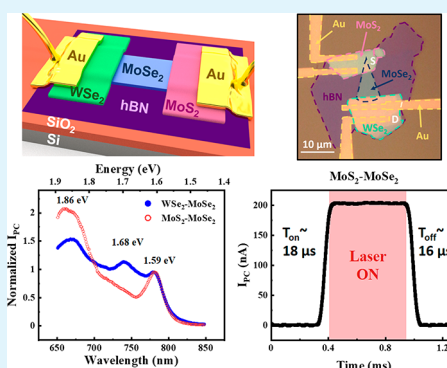 Au
WSe2
MoSe2
MoS2
Au
hBN
SiO2
Si
Au
MoS2
S
MoSe2
hBN
WSe2
D
Au
10 μm
Energy (eV)
1.9 1.8 1.7 1.6 1.5 1.4
1.86 eV
WSe2-MoSe2
MoS2-MoSe2
1.68 eV
1.59 eV
Normalized IPC
2
1.5
1
0.5
0
650 700 750 800 850
Wavelength (nm)
MoS2-MoSe2
Ton~
18 μs
Toff~
16 μs
Laser
ON
IPC (nA)
200
150
100
50
0
0 0.4 0.8 1.2
Time (ms)